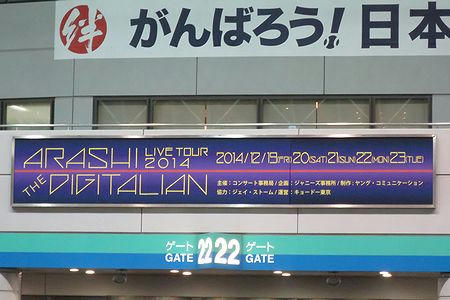 絆 がんばろう!日本
ARASHI LIVE TOUR 2014 THE DIGITALIAN
2014/12/19(FRI)20(SAT)21(SUN)22(MON)23(TUE)
主催:コンサート事務局/企画:ジャニーズ事務所/制作:ヤング・コミュニケーション
協力:ジェイ・ストーム/運営:キョードー東京
ゲート 22 22 ゲート
GATE GATE